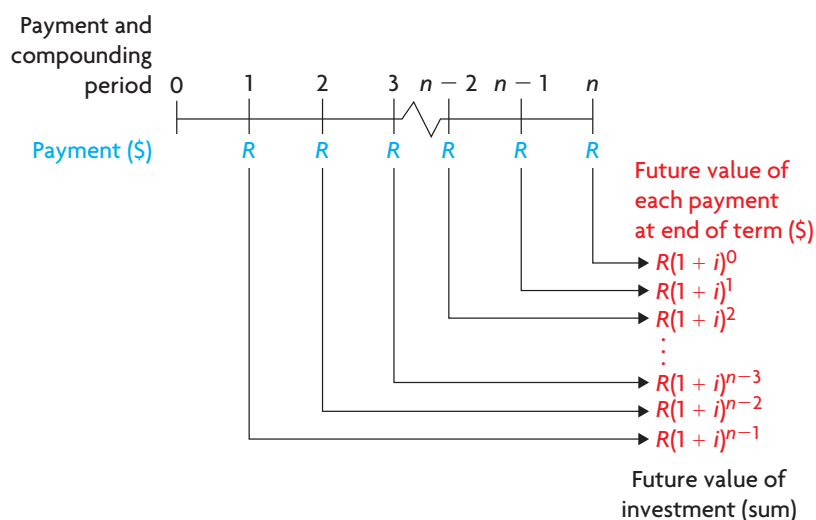 Payment and
compounding
period 0 1 2 3 n − 2 n − 1 n
Payment ($) R R R R R R
Future value of
each payment
at end of term ($)
R(1 + i)⁰
R(1 + i)¹
R(1 + i)²
⋮
R(1 + i)ⁿ⁻³
R(1 + i)ⁿ⁻²
R(1 + i)ⁿ⁻¹
Future value of
investment (sum)